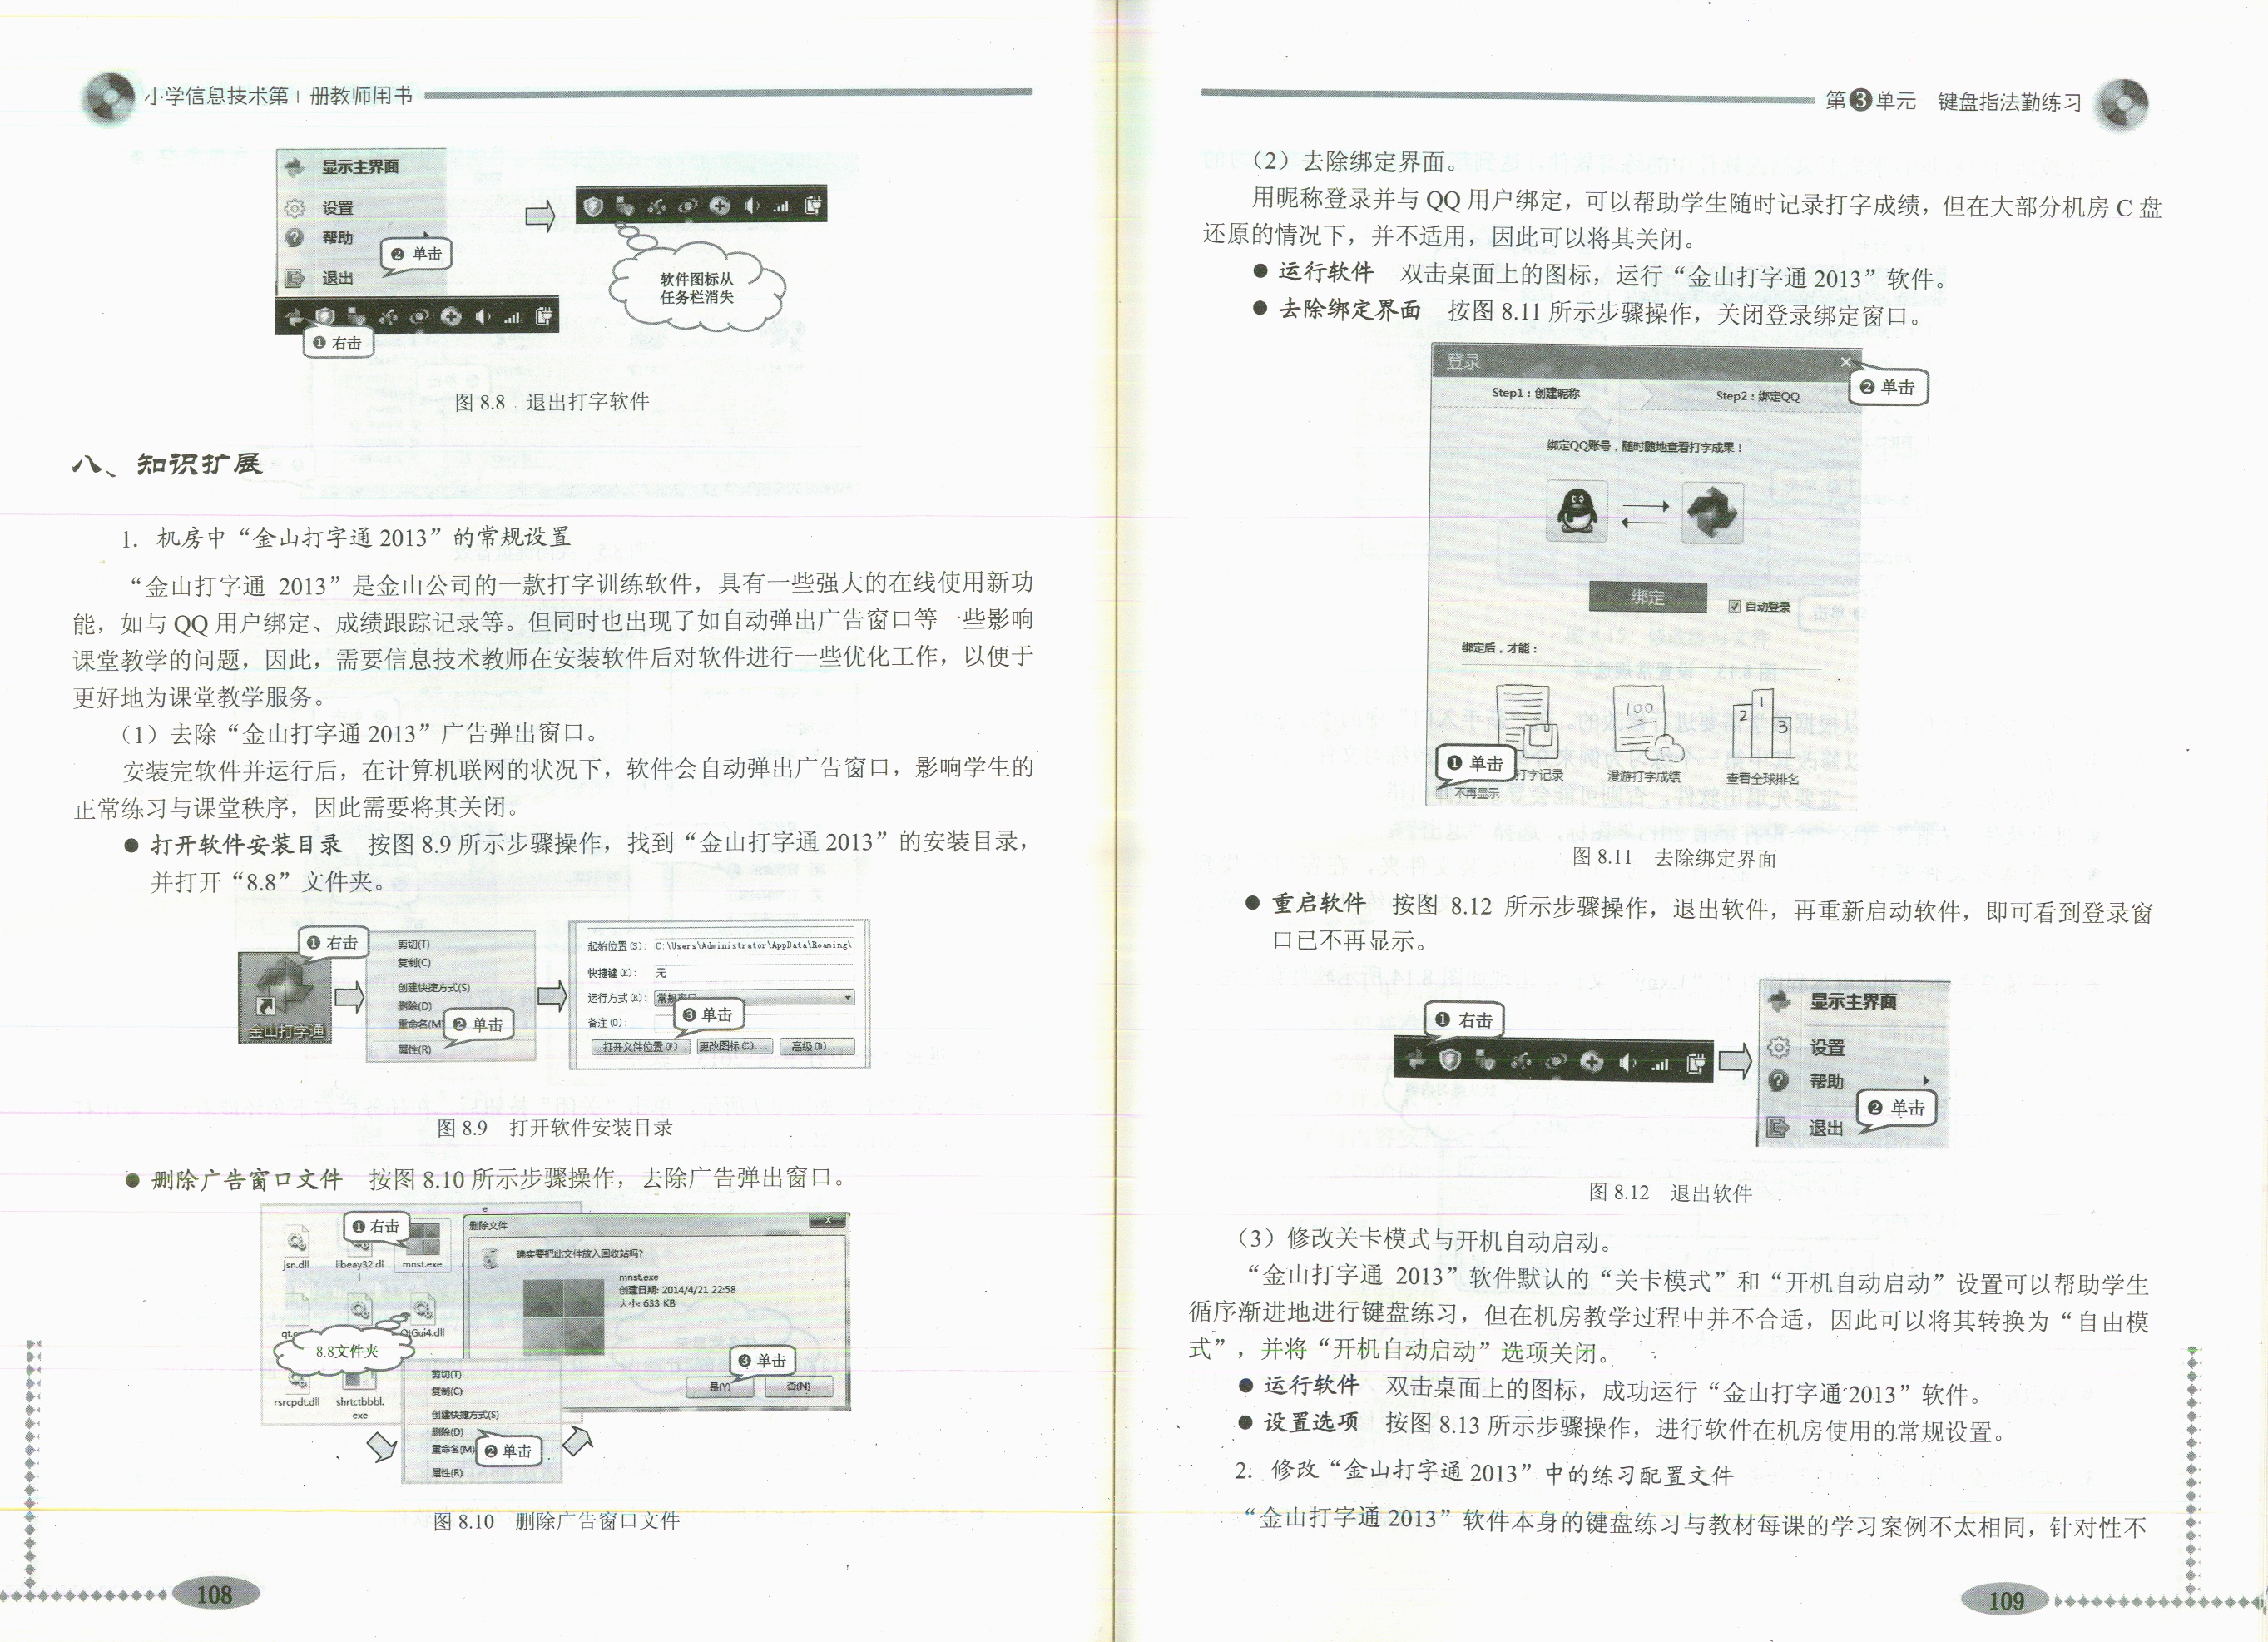 小学信息技术第1册教师用书
显示主界面
设置
帮助
❷ 单击
退出
❶ 右击
软件图标从
任务栏消失
图 8.8 退出打字软件
八、知识扩展
1. 机房中“金山打字通 2013”的常规设置
“金山打字通 2013”是金山公司的一款打字训练软件，具有一些强大的在线使用新功
能，如与 QQ 用户绑定、成绩跟踪记录等。但同时也出现了如自动弹出广告窗口等一些影响
课堂教学的问题，因此，需要信息技术教师在安装软件后对软件进行一些优化工作，以便于
更好地为课堂教学服务。
（1）去除“金山打字通 2013”广告弹出窗口。
安装完软件并运行后，在计算机联网的状况下，软件会自动弹出广告窗口，影响学生的
正常练习与课堂秩序，因此需要将其关闭。
● 打开软件安装目录 按图 8.9 所示步骤操作，找到“金山打字通 2013”的安装目录，
并打开“8.8”文件夹。
❶ 右击
金山打字通
剪切(T)
复制(C)
创建快捷方式(S)
删除(D)
重命名(M)
❷ 单击
属性(R)
起始位置(S): C:\Users\Administrator\AppData\Roaming\
快捷键(K): 无
运行方式(R): 常规窗口
备注(O):
❸ 单击
打开文件位置(F) 更改图标(C)... 高级(D)...
图 8.9 打开软件安装目录
● 删除广告窗口文件 按图 8.10 所示步骤操作，去除广告弹出窗口。
❶ 右击
jsn.dll libeay32.dl
l
mnst.exe
QtGui4.dll
8.8文件夹
rsrcpdt.dll shrtctbbbl.
exe
删除文件
确实要把此文件放入回收站吗?
mnst.exe
创建日期: 2014/4/21 22:58
大小: 633 KB
❸ 单击
是(Y) 否(N)
剪切(T)
复制(C)
创建快捷方式(S)
删除(D)
重命名(M)
❷ 单击
属性(R)
图 8.10 删除广告窗口文件
108
第❸单元 键盘指法勤练习
（2）去除绑定界面。
用昵称登录并与 QQ 用户绑定，可以帮助学生随时记录打字成绩，但在大部分机房 C 盘
还原的情况下，并不适用，因此可以将其关闭。
● 运行软件 双击桌面上的图标，运行“金山打字通 2013”软件。
● 去除绑定界面 按图 8.11 所示步骤操作，关闭登录绑定窗口。
登录
❷ 单击
Step1：创建昵称 Step2：绑定QQ
绑定QQ账号，随时随地查看打字成果！
绑定
自动登录
绑定后，才能：
1
2
3
100
❶ 单击
打字记录 漫游打字成绩 查看全球排名
不再显示
图 8.11 去除绑定界面
● 重启软件 按图 8.12 所示步骤操作，退出软件，再重新启动软件，即可看到登录窗
口已不再显示。
❶ 右击
显示主界面
设置
帮助
❷ 单击
退出
图 8.12 退出软件
（3）修改关卡模式与开机自动启动。
“金山打字通 2013”软件默认的“关卡模式”和“开机自动启动”设置可以帮助学生
循序渐进地进行键盘练习，但在机房教学过程中并不合适，因此可以将其转换为“自由模
式”，并将“开机自动启动”选项关闭。
● 运行软件 双击桌面上的图标，成功运行“金山打字通 2013”软件。
● 设置选项 按图 8.13 所示步骤操作，进行软件在机房使用的常规设置。
2. 修改“金山打字通 2013”中的练习配置文件
“金山打字通 2013”软件本身的键盘练习与教材每课的学习案例不太相同，针对性不
109